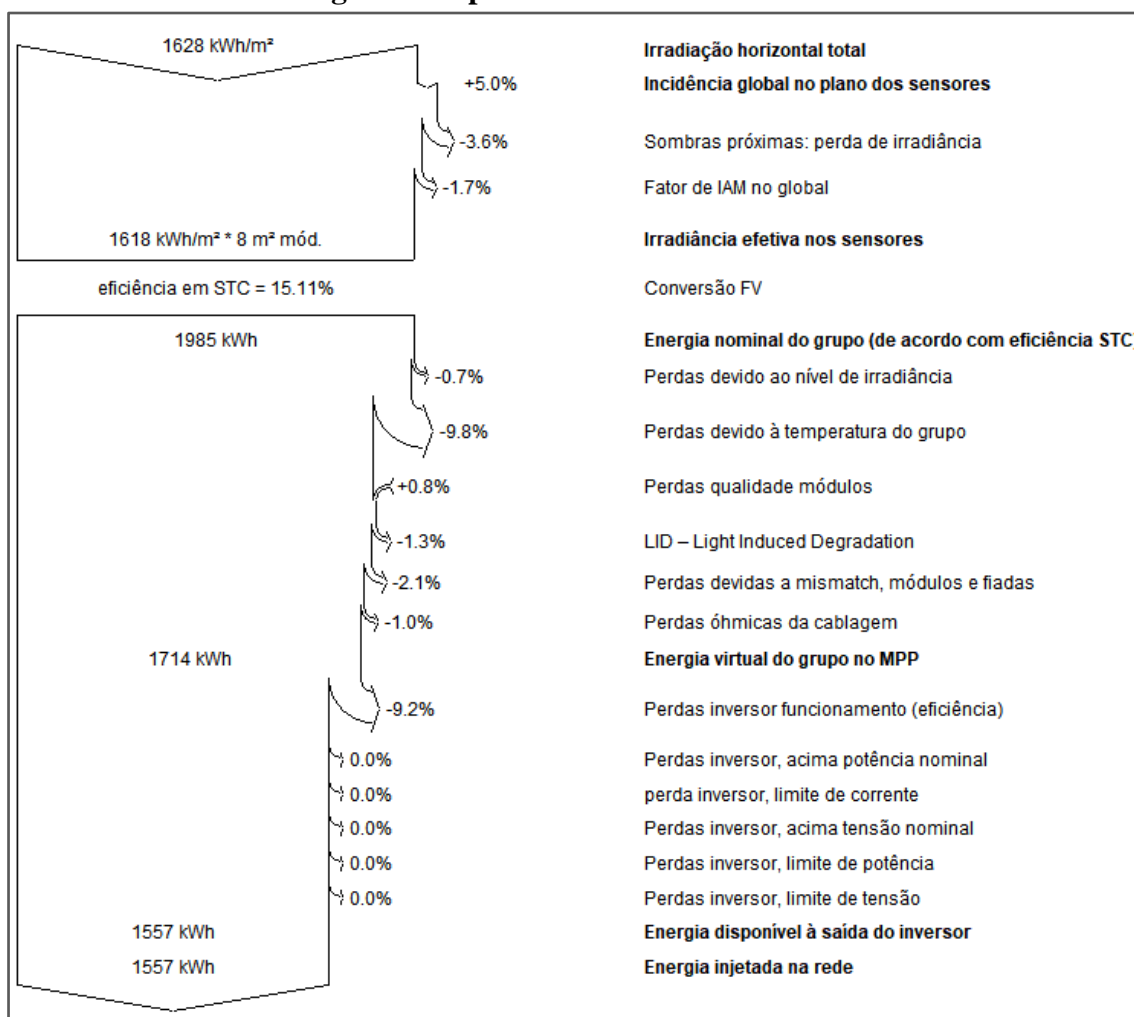 1628 kWh/m² Irradiação horizontal total
+5.0% Incidência global no plano dos sensores
-3.6% Sombras próximas: perda de irradiância
-1.7% Fator de IAM no global
1618 kWh/m² * 8 m² mód. Irradiância efetiva nos sensores
eficiência em STC = 15.11% Conversão FV
1985 kWh Energia nominal do grupo (de acordo com eficiência STC)
-0.7% Perdas devido ao nível de irradiância
-9.8% Perdas devido à temperatura do grupo
+0.8% Perdas qualidade módulos
-1.3% LID – Light Induced Degradation
-2.1% Perdas devidas a mismatch, módulos e fiadas
-1.0% Perdas óhmicas da cablagem
1714 kWh Energia virtual do grupo no MPP
-9.2% Perdas inversor funcionamento (eficiência)
0.0% Perdas inversor, acima potência nominal
0.0% perda inversor, limite de corrente
0.0% Perdas inversor, acima tensão nominal
0.0% Perdas inversor, limite de potência
0.0% Perdas inversor, limite de tensão
1557 kWh Energia disponível à saída do inversor
1557 kWh Energia injetada na rede